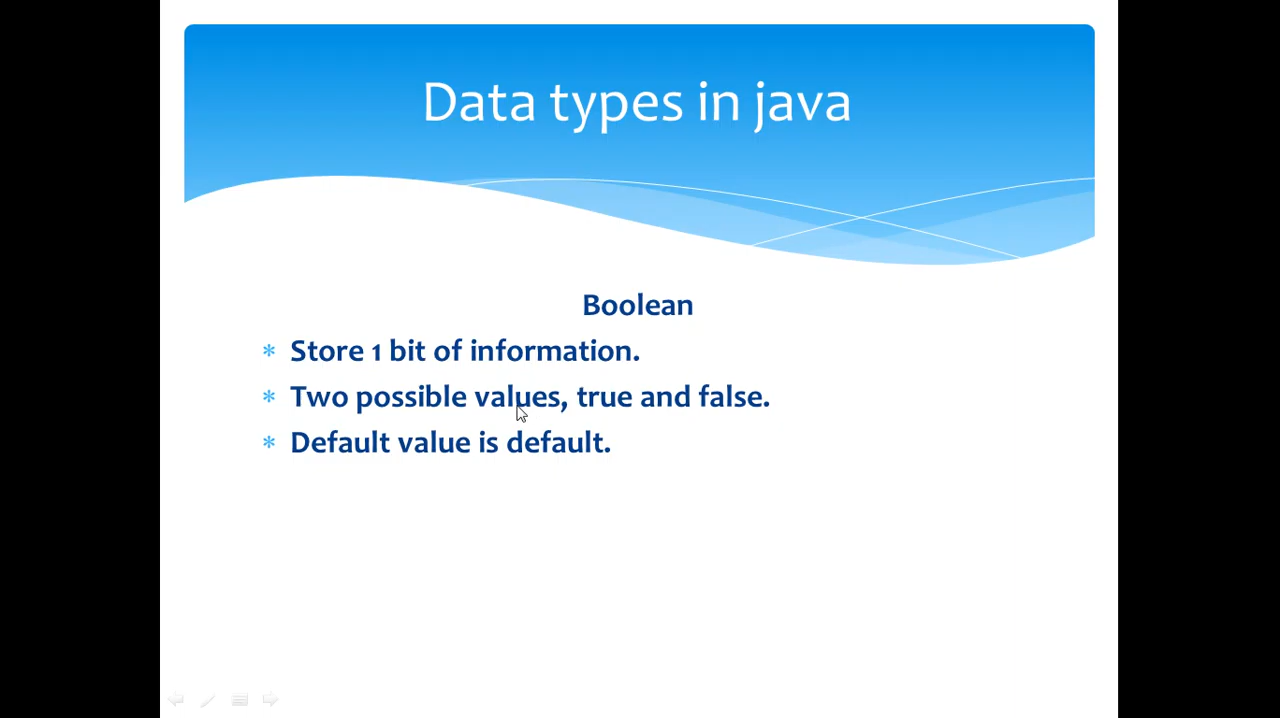 Data types in java
Boolean
* Store 1 bit of information.
* Two possible values, true and false.
* Default value is default.